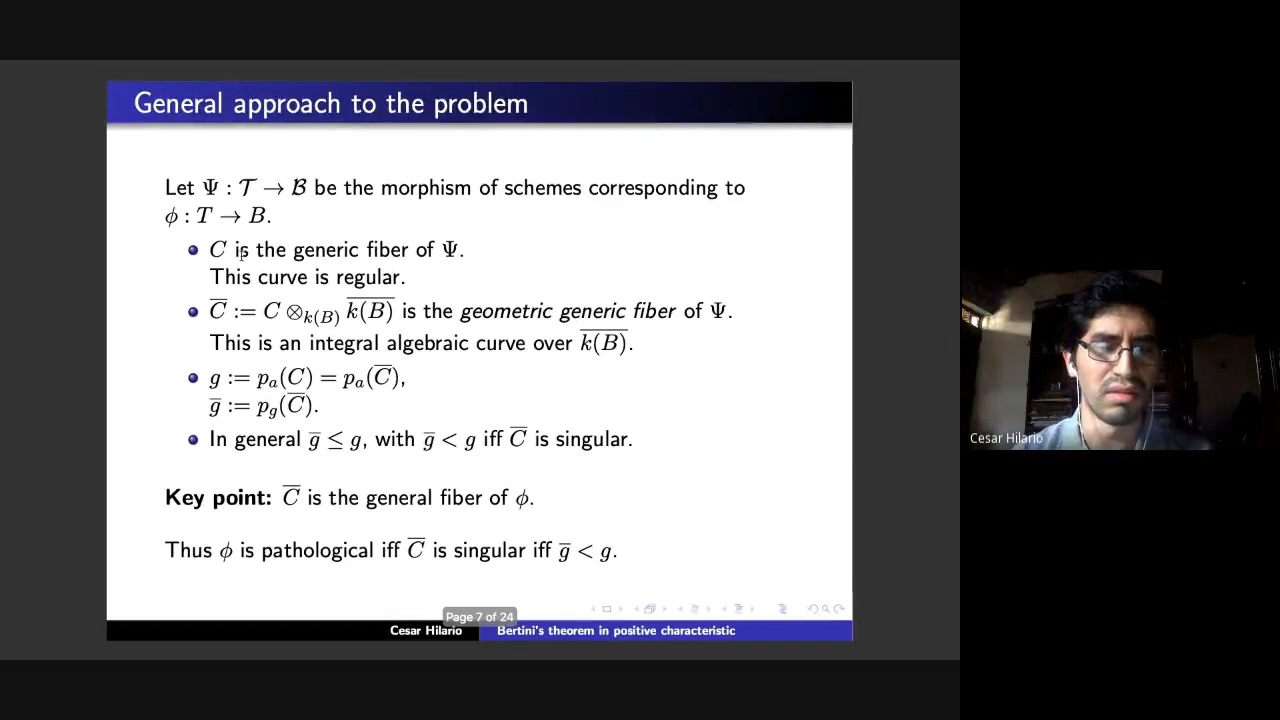 General approach to the problem
Let Ψ : 𝒯 → ℬ be the morphism of schemes corresponding to
ϕ : T → B.
C is the generic fiber of Ψ.
This curve is regular.
C̅ := C ⊗_{k(B)} \overline{k(B)} is the geometric generic fiber of Ψ.
This is an integral algebraic curve over \overline{k(B)}.
g := p_a(C) = p_a(C̅),
g̅ := p_g(C̅).
In general g̅ ≤ g, with g̅ < g iff C̅ is singular.
Key point: C̅ is the general fiber of ϕ.
Thus ϕ is pathological iff C̅ is singular iff g̅ < g.
Page 7 of 24
Cesar Hilario Bertini's theorem in positive characteristic
Cesar Hilario